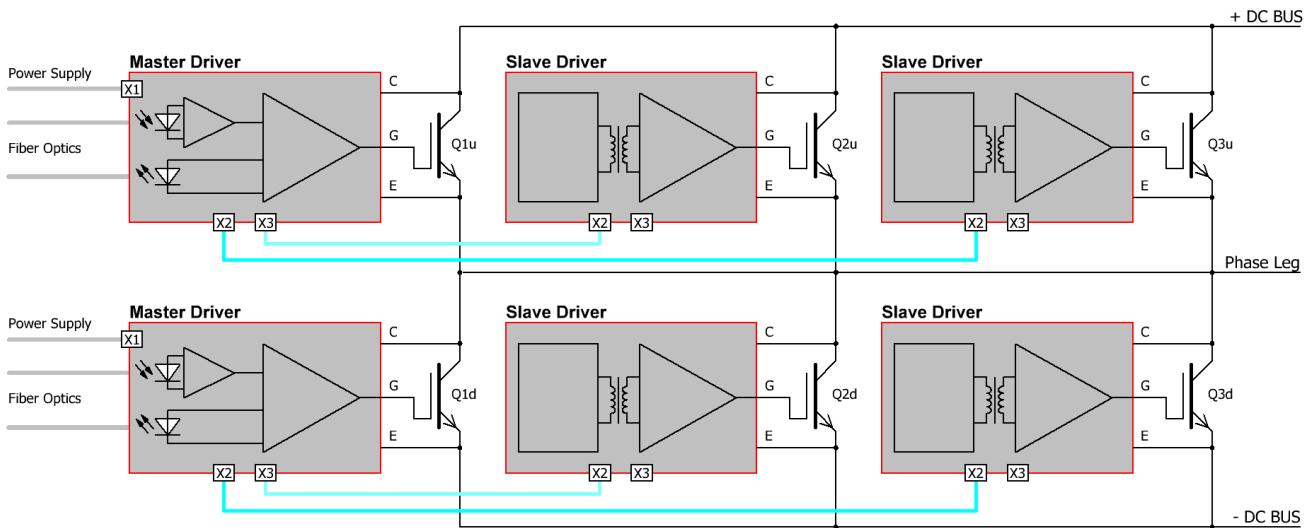 + DC BUS
Master Driver
Slave Driver
Slave Driver
Power Supply
X1
C
C
C
Fiber Optics
G
Q1u
G
Q2u
G
Q3u
E
E
E
X2
X3
X2
X3
X2
X3
Phase Leg
Master Driver
Slave Driver
Slave Driver
Power Supply
X1
C
C
C
Fiber Optics
G
Q1d
G
Q2d
G
Q3d
E
E
E
X2
X3
X2
X3
X2
X3
- DC BUS